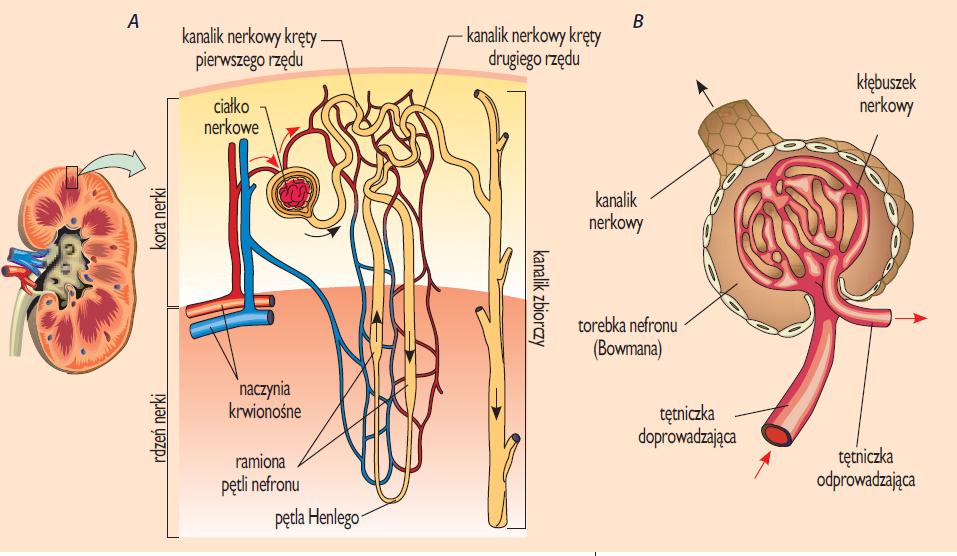 A
kanalik nerkowy kręty
pierwszego rzędu
kanalik nerkowy kręty
drugiego rzędu
ciałko
nerkowe
kora nerki
rdzeń nerki
naczynia
krwionośne
ramiona
pętli nefronu
pętla Henlego
kanalik zbiorczy
B
kłębuszek
nerkowy
kanalik
nerkowy
torebka nefronu
(Bowmana)
tętniczka
doprowadzająca
tętniczka
odprowadzająca